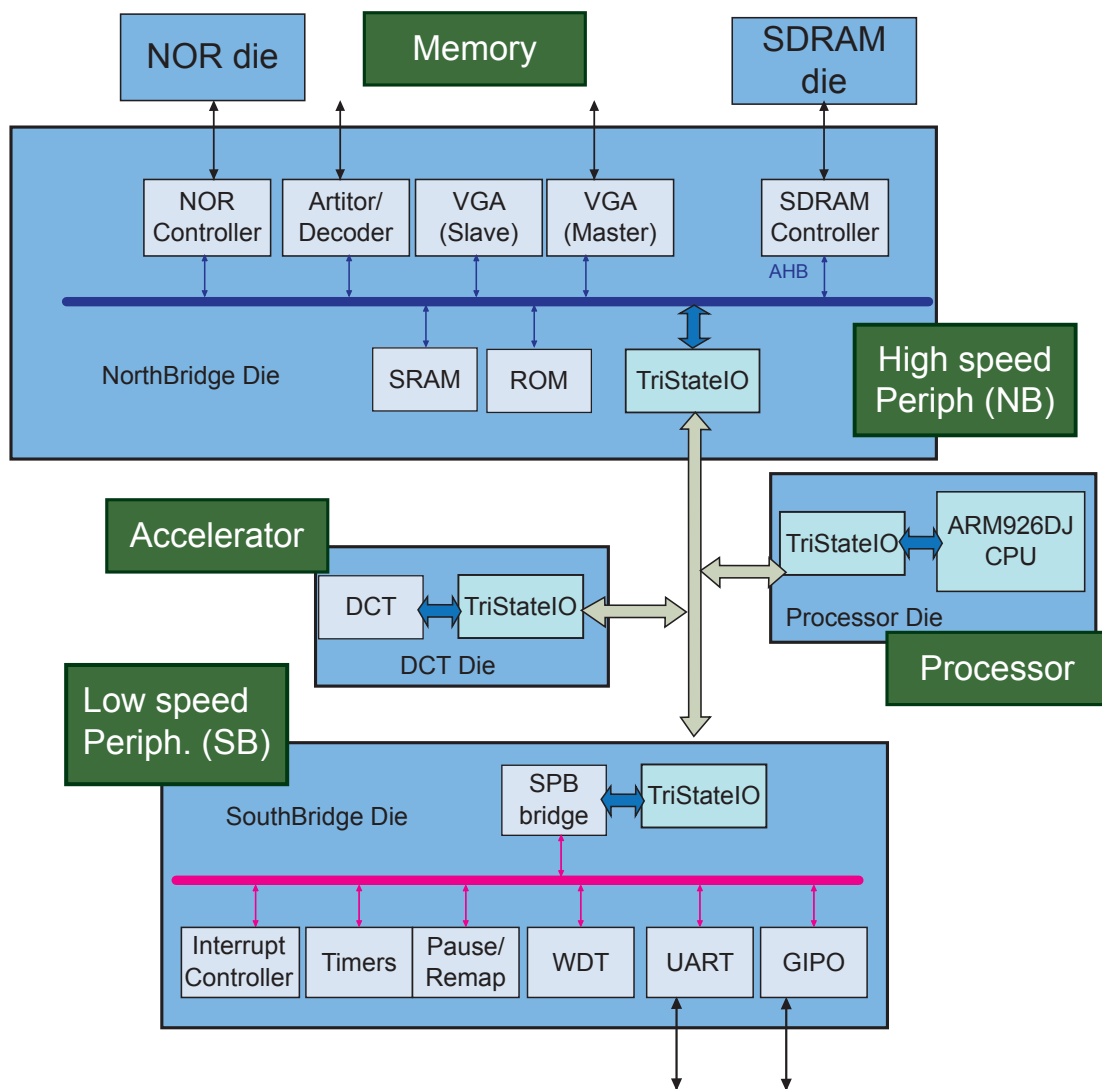 NOR die
Memory
SDRAM
die
NOR
Controller
Artitor/
Decoder
VGA
(Slave)
VGA
(Master)
SDRAM
Controller
AHB
NorthBridge Die
SRAM
ROM
TriStateIO
High speed
Periph (NB)
Accelerator
DCT
TriStateIO
DCT Die
TriStateIO
ARM926DJ
CPU
Processor Die
Processor
Low speed
Periph. (SB)
SouthBridge Die
SPB
bridge
TriStateIO
Interrupt
Controller
Timers
Pause/
Remap
WDT
UART
GIPO